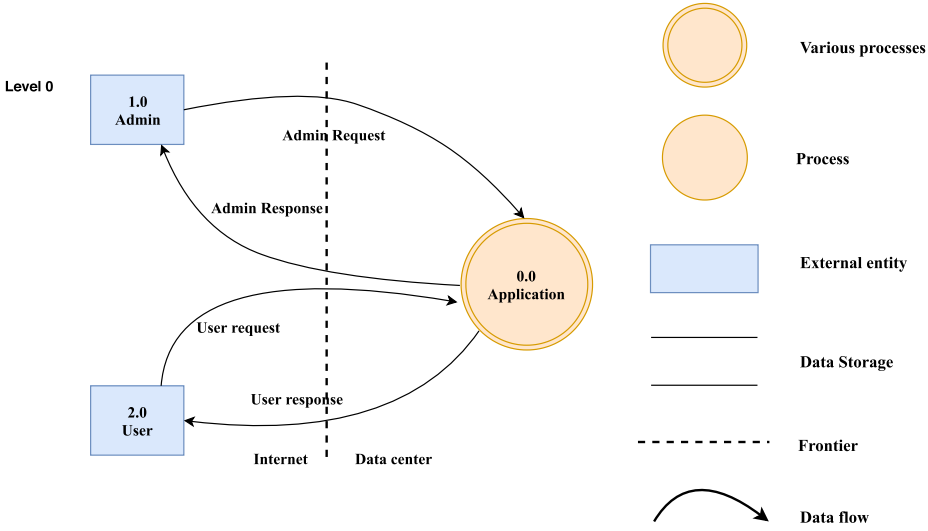 Level 0
1.0
Admin
Admin Request
Admin Response
0.0
Application
User request
User response
2.0
User
Internet
Data center
Various processes
Process
External entity
Data Storage
Frontier
Data flow